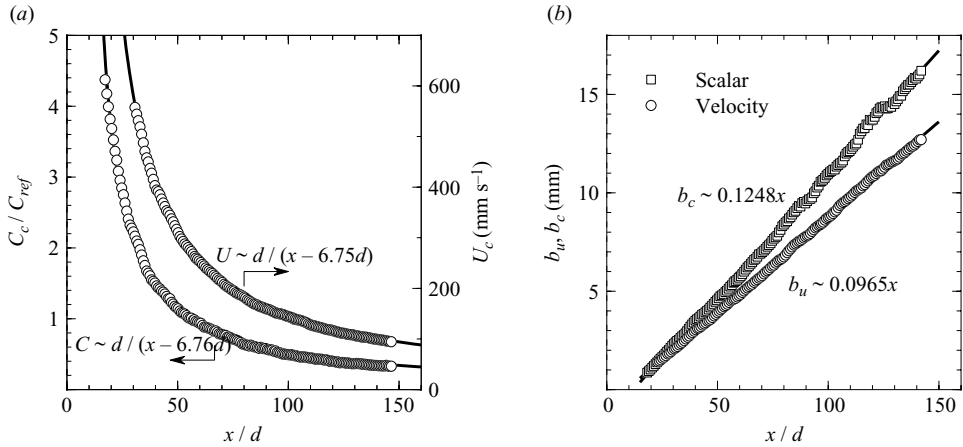 (a)
5
4
3
2
1
0
50
100
150
x / d
C_c / C_ref
600
400
200
0
U_c (mm s⁻¹)
U ~ d / (x – 6.75d)
C ~ d / (x – 6.76d)
(b)
15
10
5
0
50
100
150
x / d
b_u, b_c (mm)
Scalar
Velocity
b_c ~ 0.1248x
b_u ~ 0.0965x